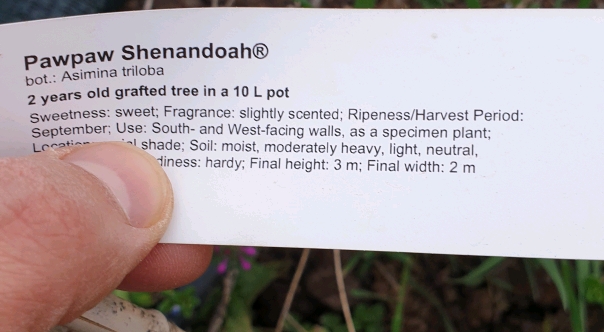 Pawpaw Shenandoah®
bot.: Asimina triloba
2 years old grafted tree in a 10 L pot
Sweetness: sweet; Fragrance: slightly scented; Ripeness/Harvest Period:
September; Use: South- and West-facing walls, as a specimen plant;
shade; Soil: moist, moderately heavy, light, neutral,
hardy; Final height: 3 m; Final width: 2 m